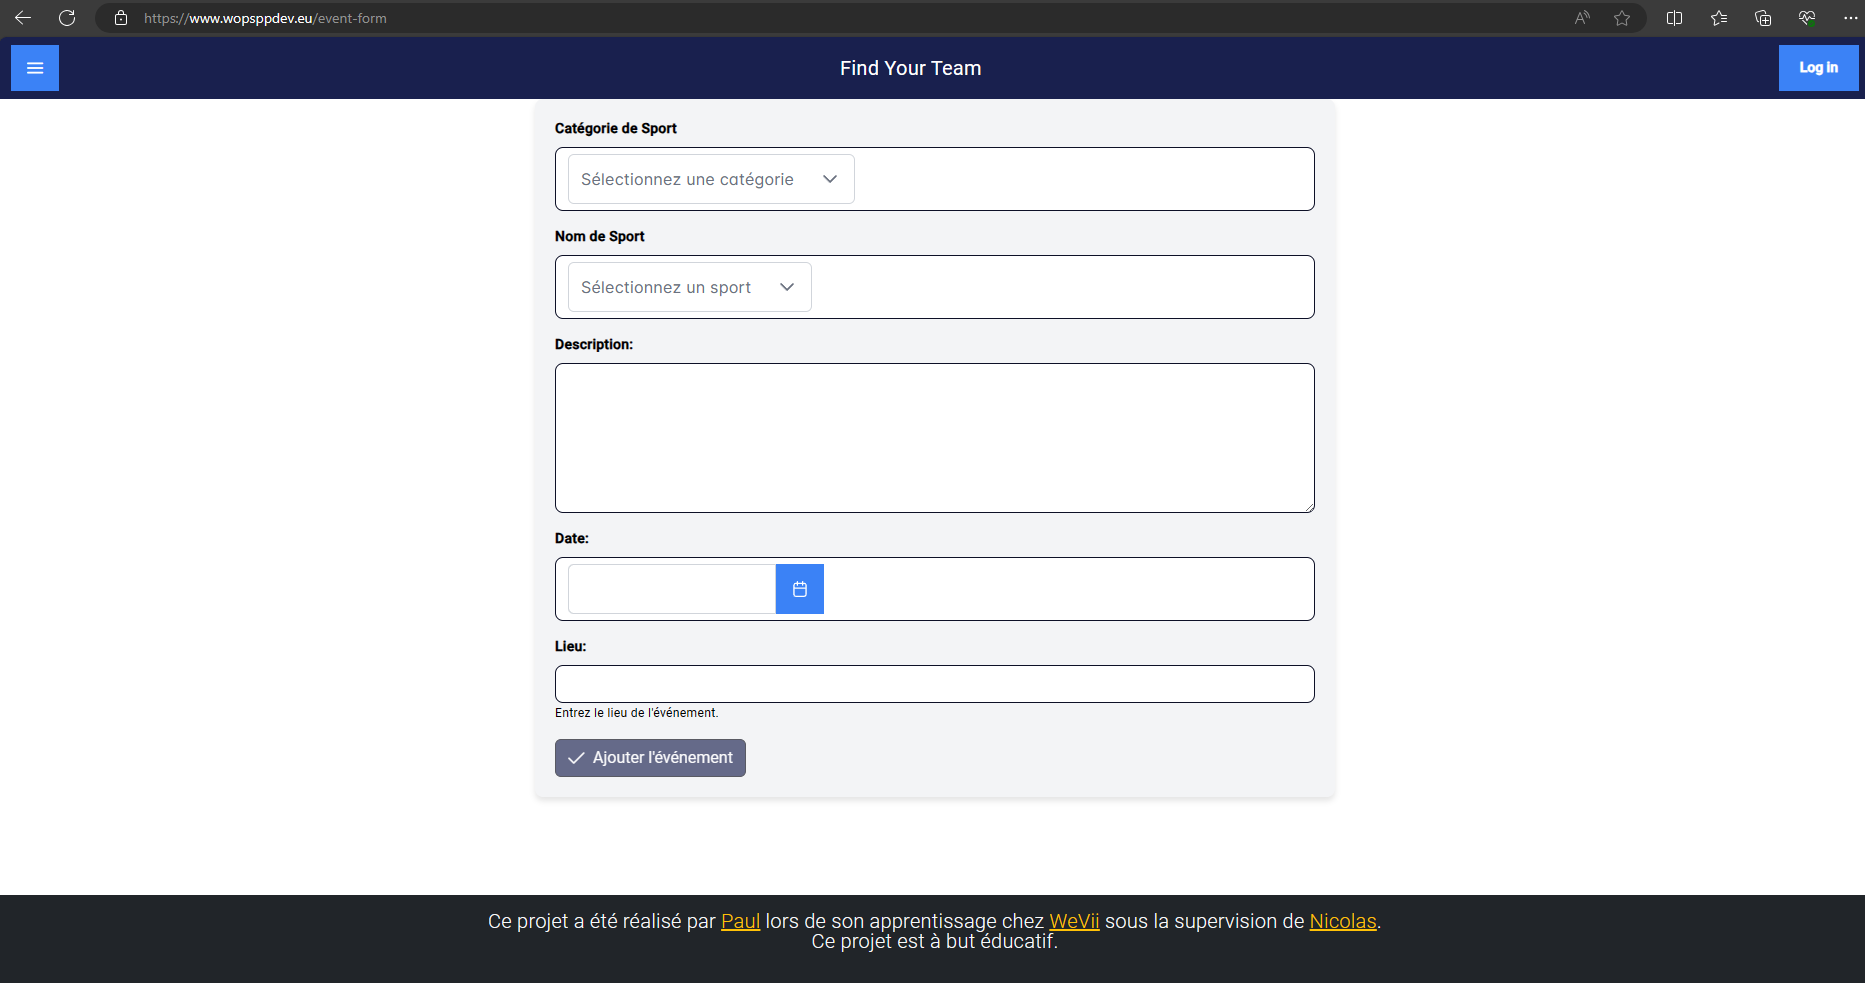 https://www.wopsppdev.eu/event-form
Find Your Team
Log in
Catégorie de Sport
Sélectionnez une catégorie
Nom de Sport
Sélectionnez un sport
Description:
Date:
Lieu:
Entrez le lieu de l'événement.
Ajouter l'événement
Ce projet a été réalisé par Paul lors de son apprentissage chez WeVii sous la supervision de Nicolas.
Ce projet est à but éducatif.